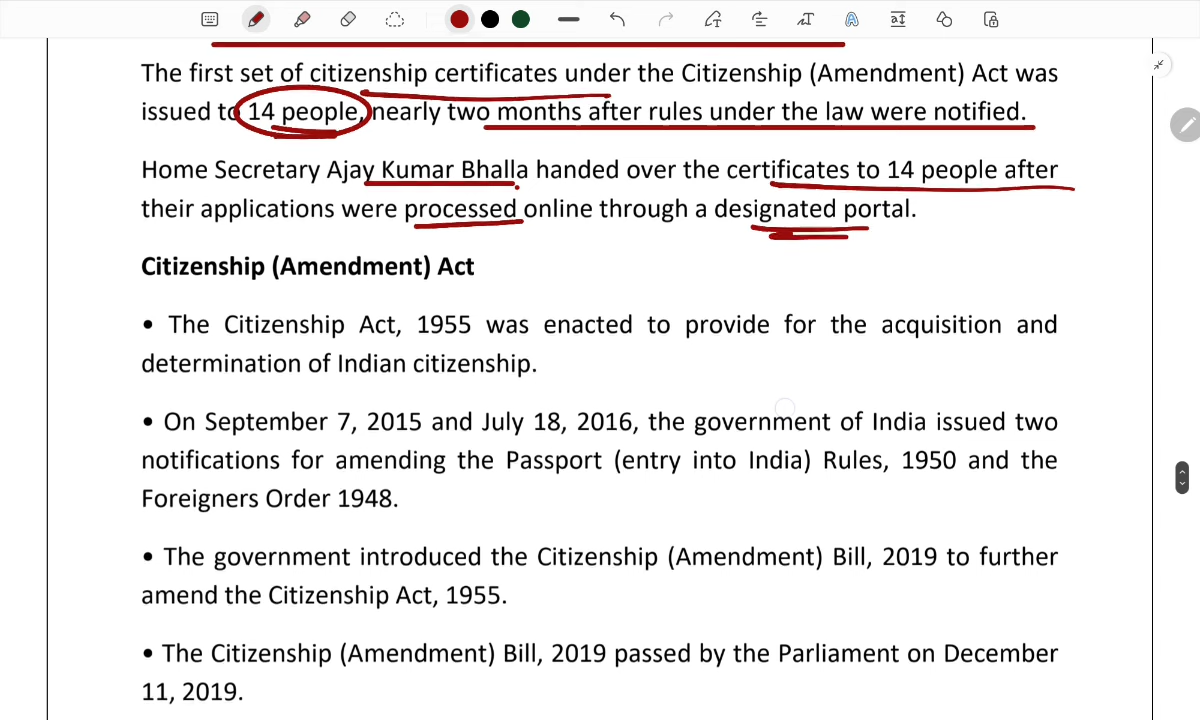 The first set of citizenship certificates under the Citizenship (Amendment) Act was
issued to 14 people, nearly two months after rules under the law were notified.
Home Secretary Ajay Kumar Bhalla handed over the certificates to 14 people after
their applications were processed online through a designated portal.
Citizenship (Amendment) Act
• The Citizenship Act, 1955 was enacted to provide for the acquisition and
determination of Indian citizenship.
• On September 7, 2015 and July 18, 2016, the government of India issued two
notifications for amending the Passport (entry into India) Rules, 1950 and the
Foreigners Order 1948.
• The government introduced the Citizenship (Amendment) Bill, 2019 to further
amend the Citizenship Act, 1955.
• The Citizenship (Amendment) Bill, 2019 passed by the Parliament on December
11, 2019.